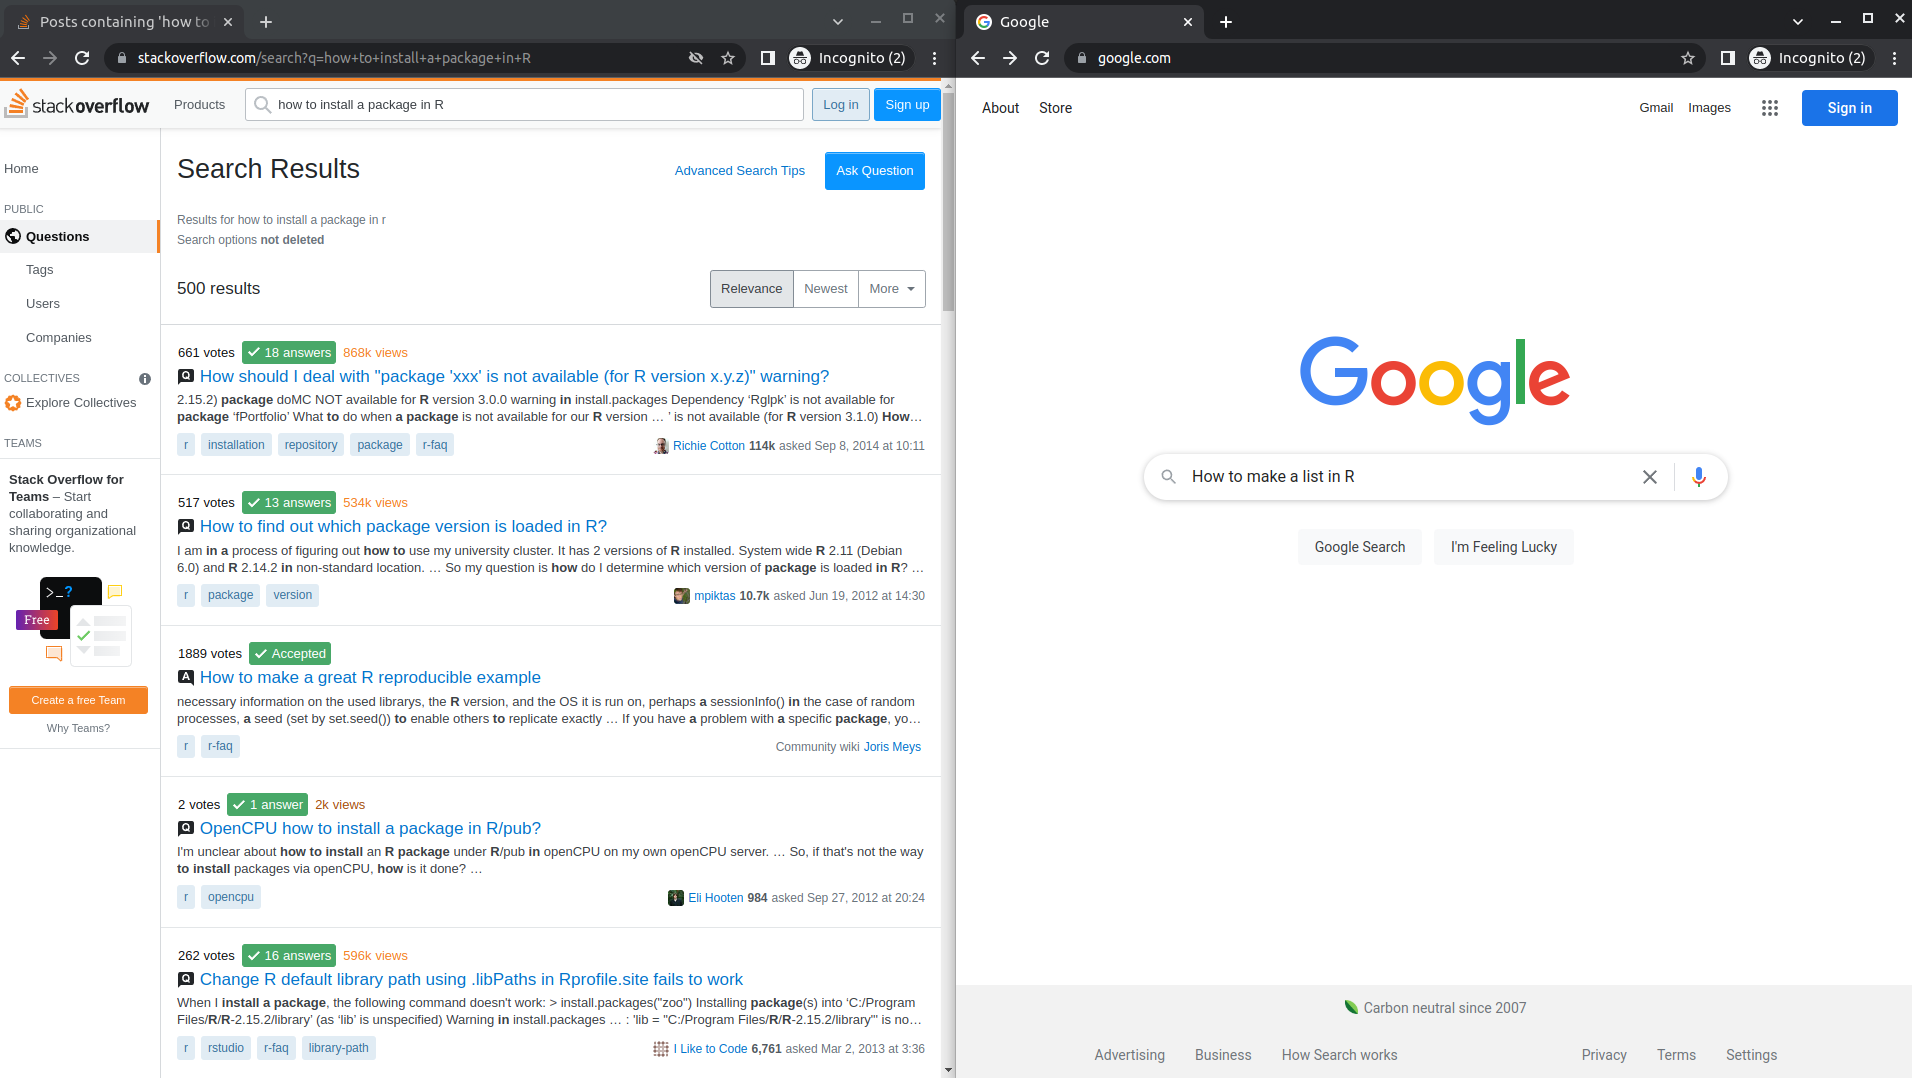 Posts containing 'how to
stackoverflow.com/search?q=how+to+install+a+package+in+R
Incognito (2)
stackoverflow
Products
how to install a package in R
Log in
Sign up
Home
PUBLIC
Questions
Tags
Users
Companies
COLLECTIVES
Explore Collectives
TEAMS
Stack Overflow for
Teams – Start
collaborating and
sharing organizational
knowledge.
>_?
Free
Create a free Team
Why Teams?
Search Results
Advanced Search Tips
Ask Question
Results for how to install a package in r
Search options not deleted
500 results
Relevance
Newest
More
661 votes 18 answers 868k views
Q How should I deal with "package 'xxx' is not available (for R version x.y.z)" warning?
2.15.2) package doMC NOT available for R version 3.0.0 warning in install.packages Dependency ‘Rglpk’ is not available for
package ‘fPortfolio’ What to do when a package is not available for our R version … ’ is not available (for R version 3.1.0) How…
r installation repository package r-faq
Richie Cotton 114k asked Sep 8, 2014 at 10:11
517 votes 13 answers 534k views
Q How to find out which package version is loaded in R?
I am in a process of figuring out how to use my university cluster. It has 2 versions of R installed. System wide R 2.11 (Debian
6.0) and R 2.14.2 in non-standard location. … So my question is how do I determine which version of package is loaded in R? …
r package version
mpiktas 10.7k asked Jun 19, 2012 at 14:30
1889 votes Accepted
A How to make a great R reproducible example
necessary information on the used librarys, the R version, and the OS it is run on, perhaps a sessionInfo() in the case of random
processes, a seed (set by set.seed()) to enable others to replicate exactly … If you have a problem with a specific package, yo…
r r-faq
Community wiki Joris Meys
2 votes 1 answer 2k views
Q OpenCPU how to install a package in R/pub?
I'm unclear about how to install an R package under R/pub in openCPU on my own openCPU server. … So, if that's not the way
to install packages via openCPU, how is it done? …
r opencpu
Eli Hooten 984 asked Sep 27, 2012 at 20:24
262 votes 16 answers 596k views
Q Change R default library path using .libPaths in Rprofile.site fails to work
When I install a package, the following command doesn't work: > install.packages("zoo") Installing package(s) into ‘C:/Program
Files/R/R-2.15.2/library’ (as ‘lib’ is unspecified) Warning in install.packages … : 'lib = "C:/Program Files/R/R-2.15.2/library"' is no…
r rstudio r-faq library-path
I Like to Code 6,761 asked Mar 2, 2013 at 3:36
Google
google.com
Incognito (2)
About
Store
Gmail
Images
Sign in
Google
How to make a list in R
Google Search
I'm Feeling Lucky
Carbon neutral since 2007
Advertising
Business
How Search works
Privacy
Terms
Settings